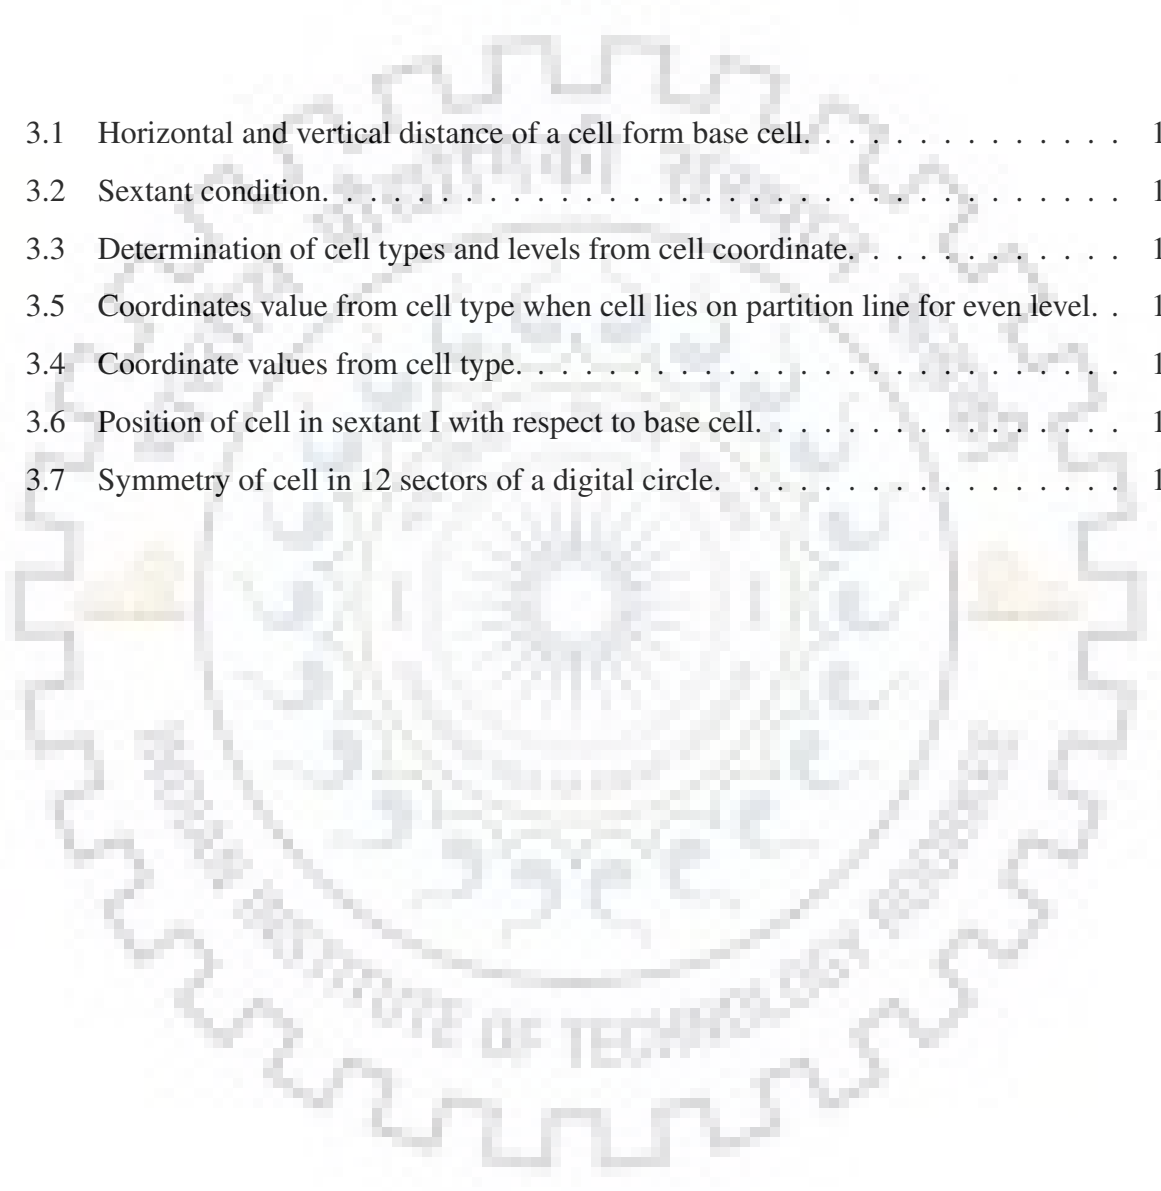 3.1 Horizontal and vertical distance of a cell form base cell. . . . . . . . . . . . . . 1
3.2 Sextant condition. . . . . . . . . . . . . . . . . . . . . . . . . . . . . . . . . . 1
3.3 Determination of cell types and levels from cell coordinate. . . . . . . . . . . . 1
3.5 Coordinates value from cell type when cell lies on partition line for even level. . 1
3.4 Coordinate values from cell type. . . . . . . . . . . . . . . . . . . . . . . . . . 1
3.6 Position of cell in sextant I with respect to base cell. . . . . . . . . . . . . . . . 1
3.7 Symmetry of cell in 12 sectors of a digital circle. . . . . . . . . . . . . . . . . 1
INSTITUTE OF TECHNOLOGY